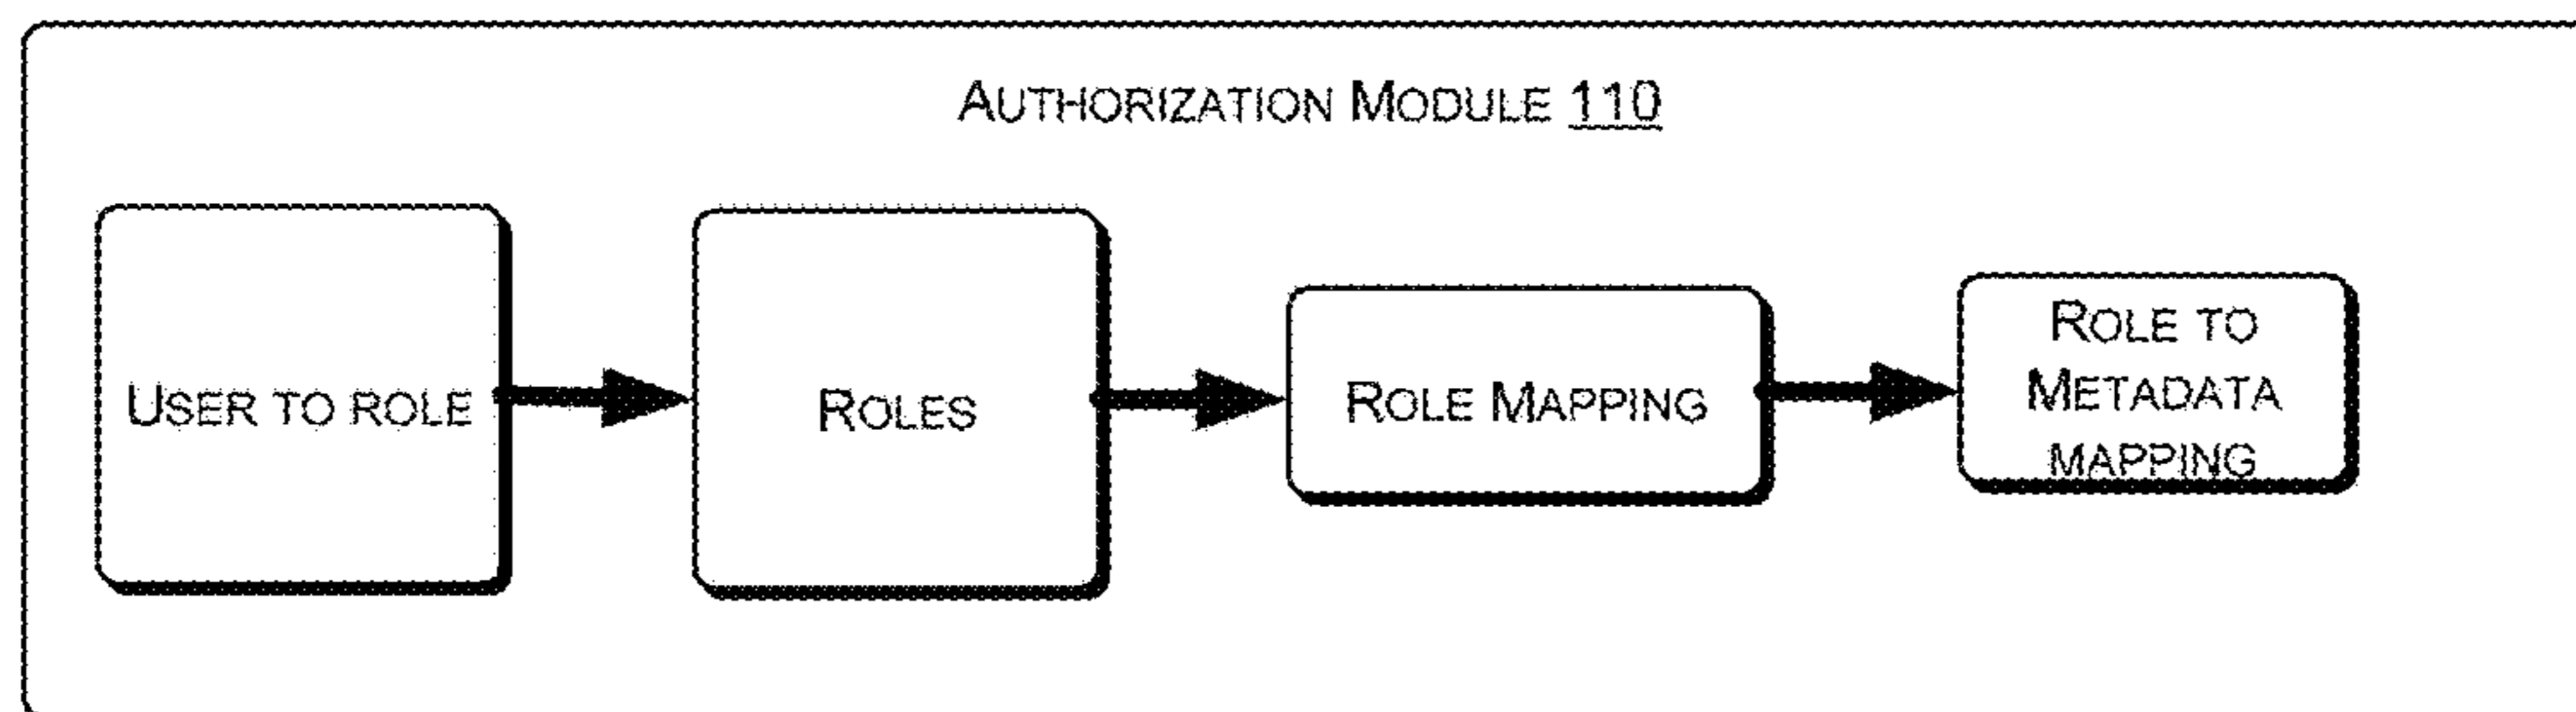 AUTHORIZATION MODULE 110
USER TO ROLE
ROLES
ROLE MAPPING
ROLE TO
METADATA
MAPPING